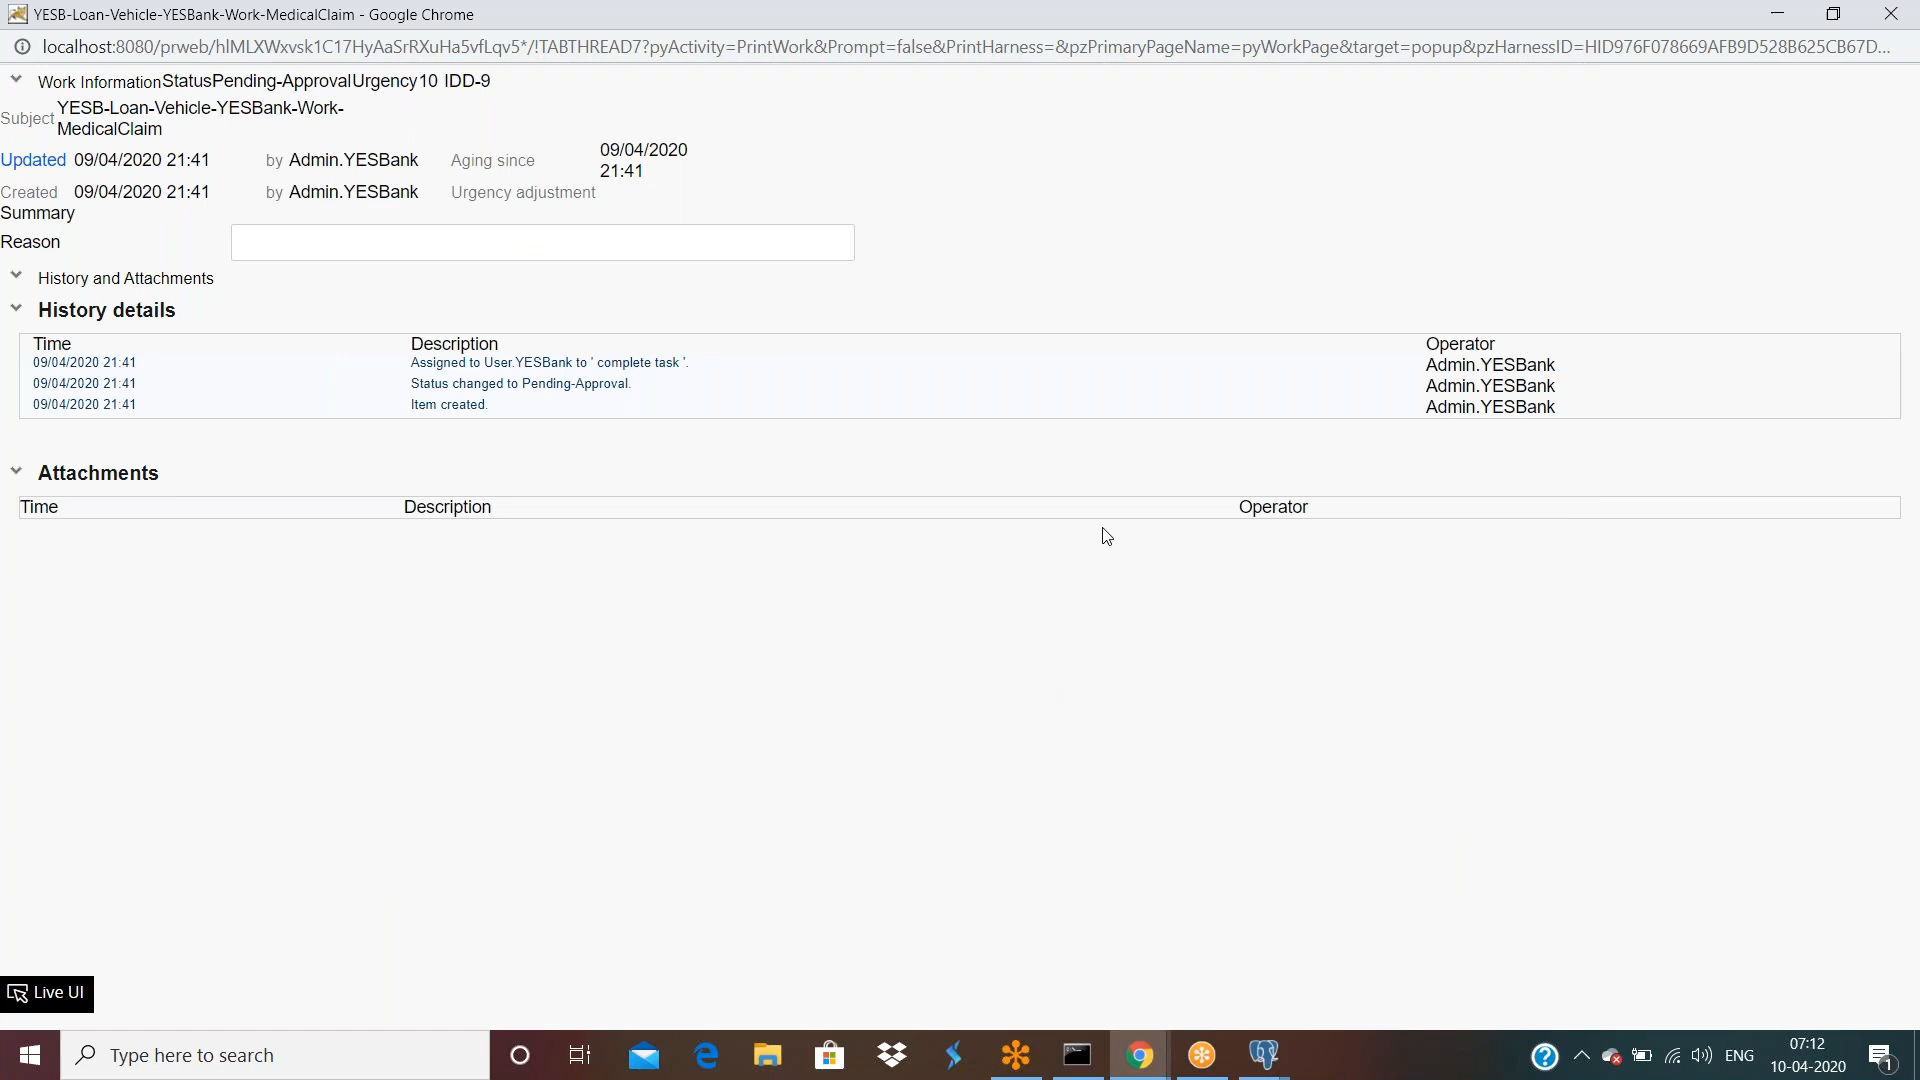 YESB-Loan-Vehicle-YESBank-Work-MedicalClaim - Google Chrome
localhost:8080/prweb/hlMLXWxvsk1C17HyAaSrRXuHa5vfLqv5*/!TABTHREAD7?pyActivity=PrintWork&Prompt=false&PrintHarness=&pzPrimaryPageName=pyWorkPage&target=popup&pzHarnessID=HID976F078669AFB9D528B625CB67D...
Work InformationStatusPending-ApprovalUrgency10 IDD-9
Subject YESB-Loan-Vehicle-YESBank-Work-
MedicalClaim
Updated 09/04/2020 21:41 by Admin.YESBank Aging since 09/04/2020
21:41
Created 09/04/2020 21:41 by Admin.YESBank Urgency adjustment
Summary
Reason
History and Attachments
History details
Time Description Operator
09/04/2020 21:41 Assigned to User.YESBank to ' complete task '. Admin.YESBank
09/04/2020 21:41 Status changed to Pending-Approval. Admin.YESBank
09/04/2020 21:41 Item created. Admin.YESBank
Attachments
Time Description Operator
Live UI
Type here to search
ENG
07:12
10-04-2020
1